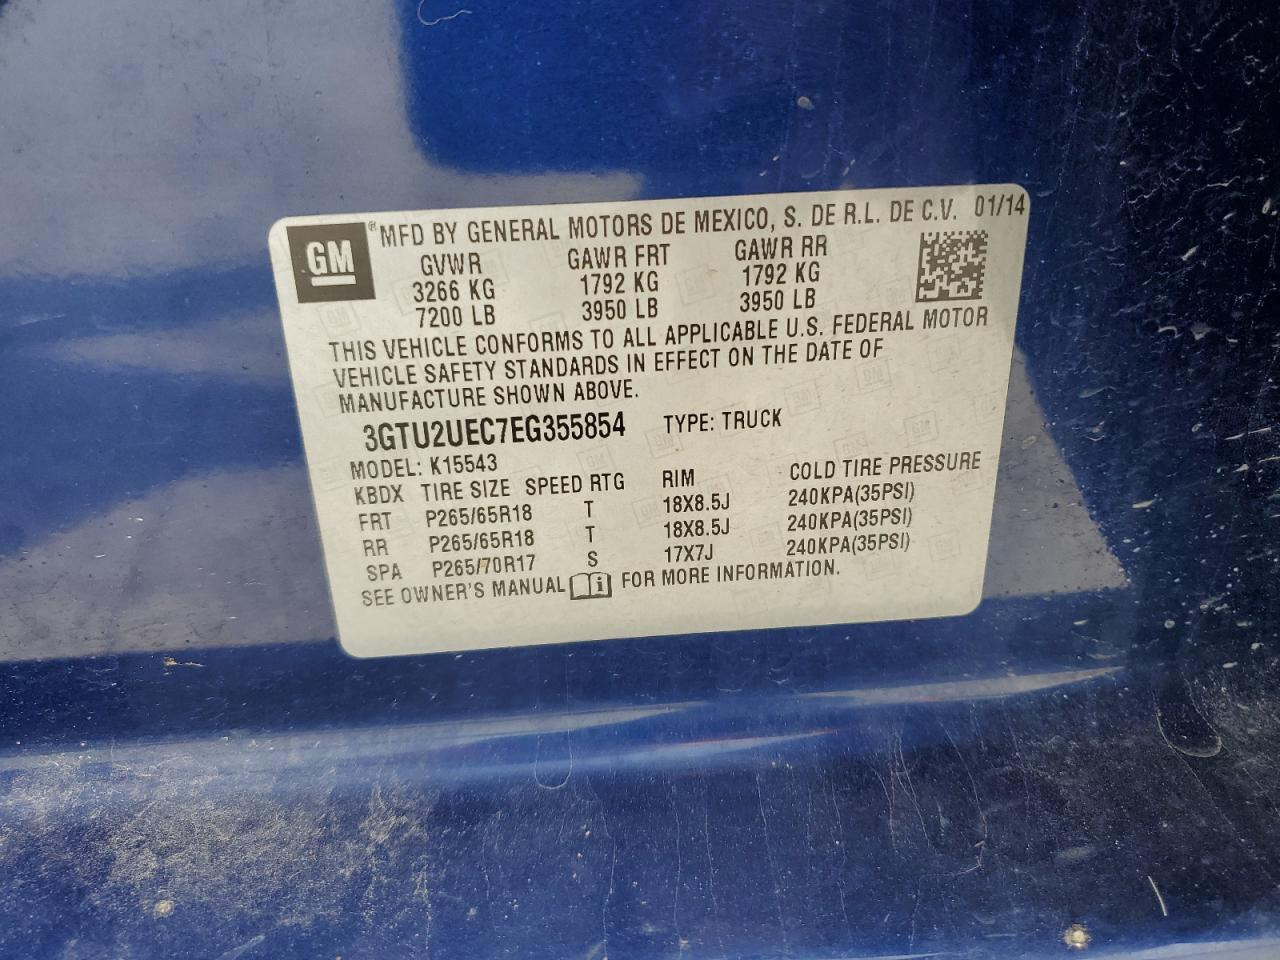 GM ® MFD BY GENERAL MOTORS DE MEXICO, S. DE R.L. DE C.V. 01/14
GVWR GAWR FRT GAWR RR
3266 KG 1792 KG 1792 KG
7200 LB 3950 LB 3950 LB
THIS VEHICLE CONFORMS TO ALL APPLICABLE U.S. FEDERAL MOTOR
VEHICLE SAFETY STANDARDS IN EFFECT ON THE DATE OF
MANUFACTURE SHOWN ABOVE.
3GTU2UEC7EG355854 TYPE: TRUCK
MODEL: K15543
KBDX TIRE SIZE SPEED RTG RIM COLD TIRE PRESSURE
FRT P265/65R18 T 18X8.5J 240KPA(35PSI)
RR P265/65R18 T 18X8.5J 240KPA(35PSI)
SPA P265/70R17 S 17X7J 240KPA(35PSI)
SEE OWNER'S MANUAL i FOR MORE INFORMATION.